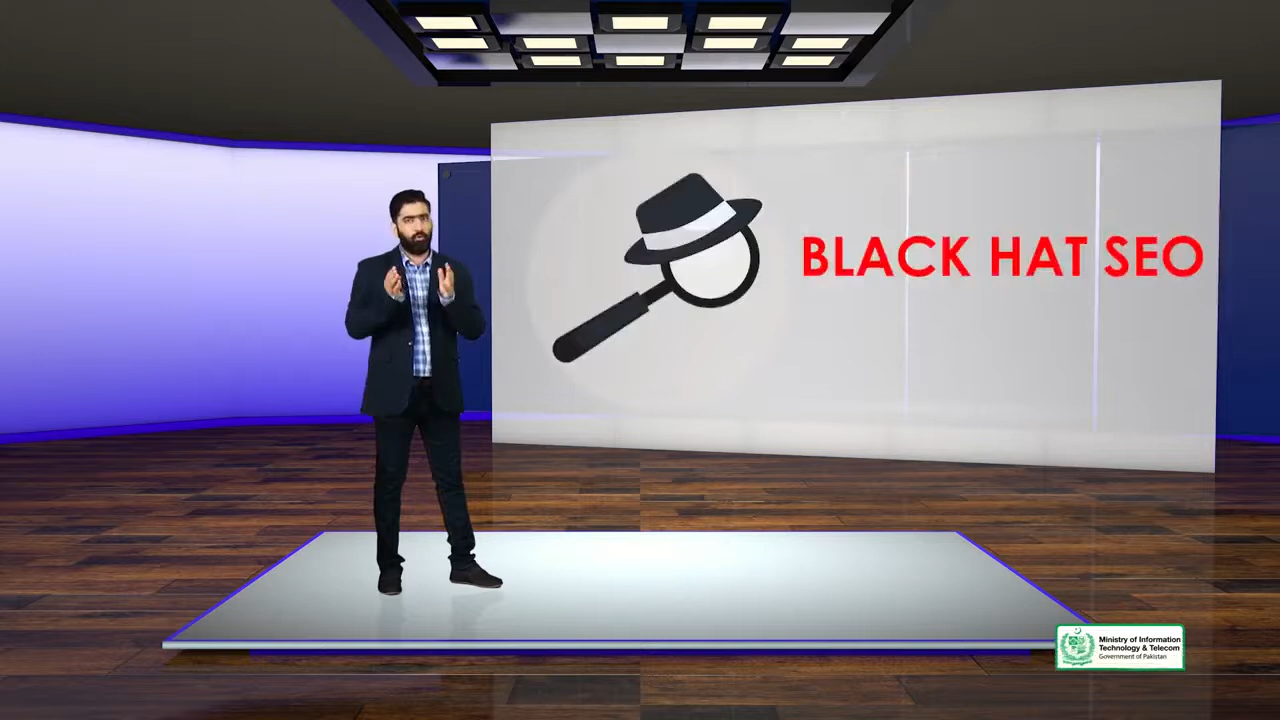 BLACK HAT SEO
Ministry of Information
Technology & Telecom
Government of Pakistan